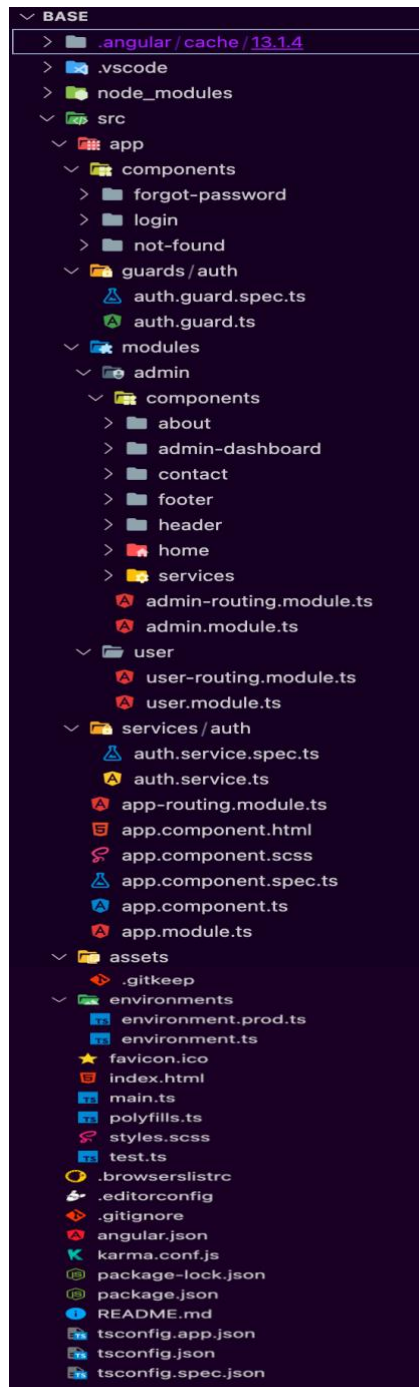 BASE
.angular/cache/13.1.4
.vscode
node_modules
src
app
components
forgot-password
login
not-found
guards/auth
auth.guard.spec.ts
auth.guard.ts
modules
admin
components
about
admin-dashboard
contact
footer
header
home
services
admin-routing.module.ts
admin.module.ts
user
user-routing.module.ts
user.module.ts
services/auth
auth.service.spec.ts
auth.service.ts
app-routing.module.ts
app.component.html
app.component.scss
app.component.spec.ts
app.component.ts
app.module.ts
assets
.gitkeep
environments
environment.prod.ts
environment.ts
favicon.ico
index.html
main.ts
polyfills.ts
styles.scss
test.ts
.browserslistrc
.editorconfig
.gitignore
angular.json
karma.conf.js
package-lock.json
package.json
README.md
tsconfig.app.json
tsconfig.json
tsconfig.spec.json